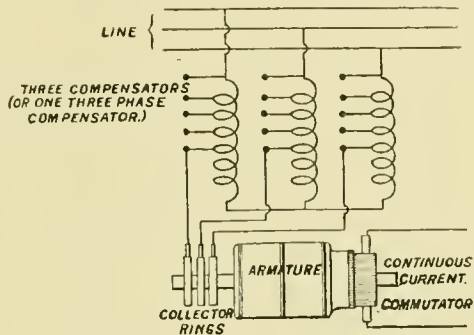 LINE
THREE COMPENSATORS
(OR ONE THREE PHASE
COMPENSATOR.)
ARMATURE
CONTINUOUS
CURRENT.
COMMUTATOR
COLLECTOR
RINGS